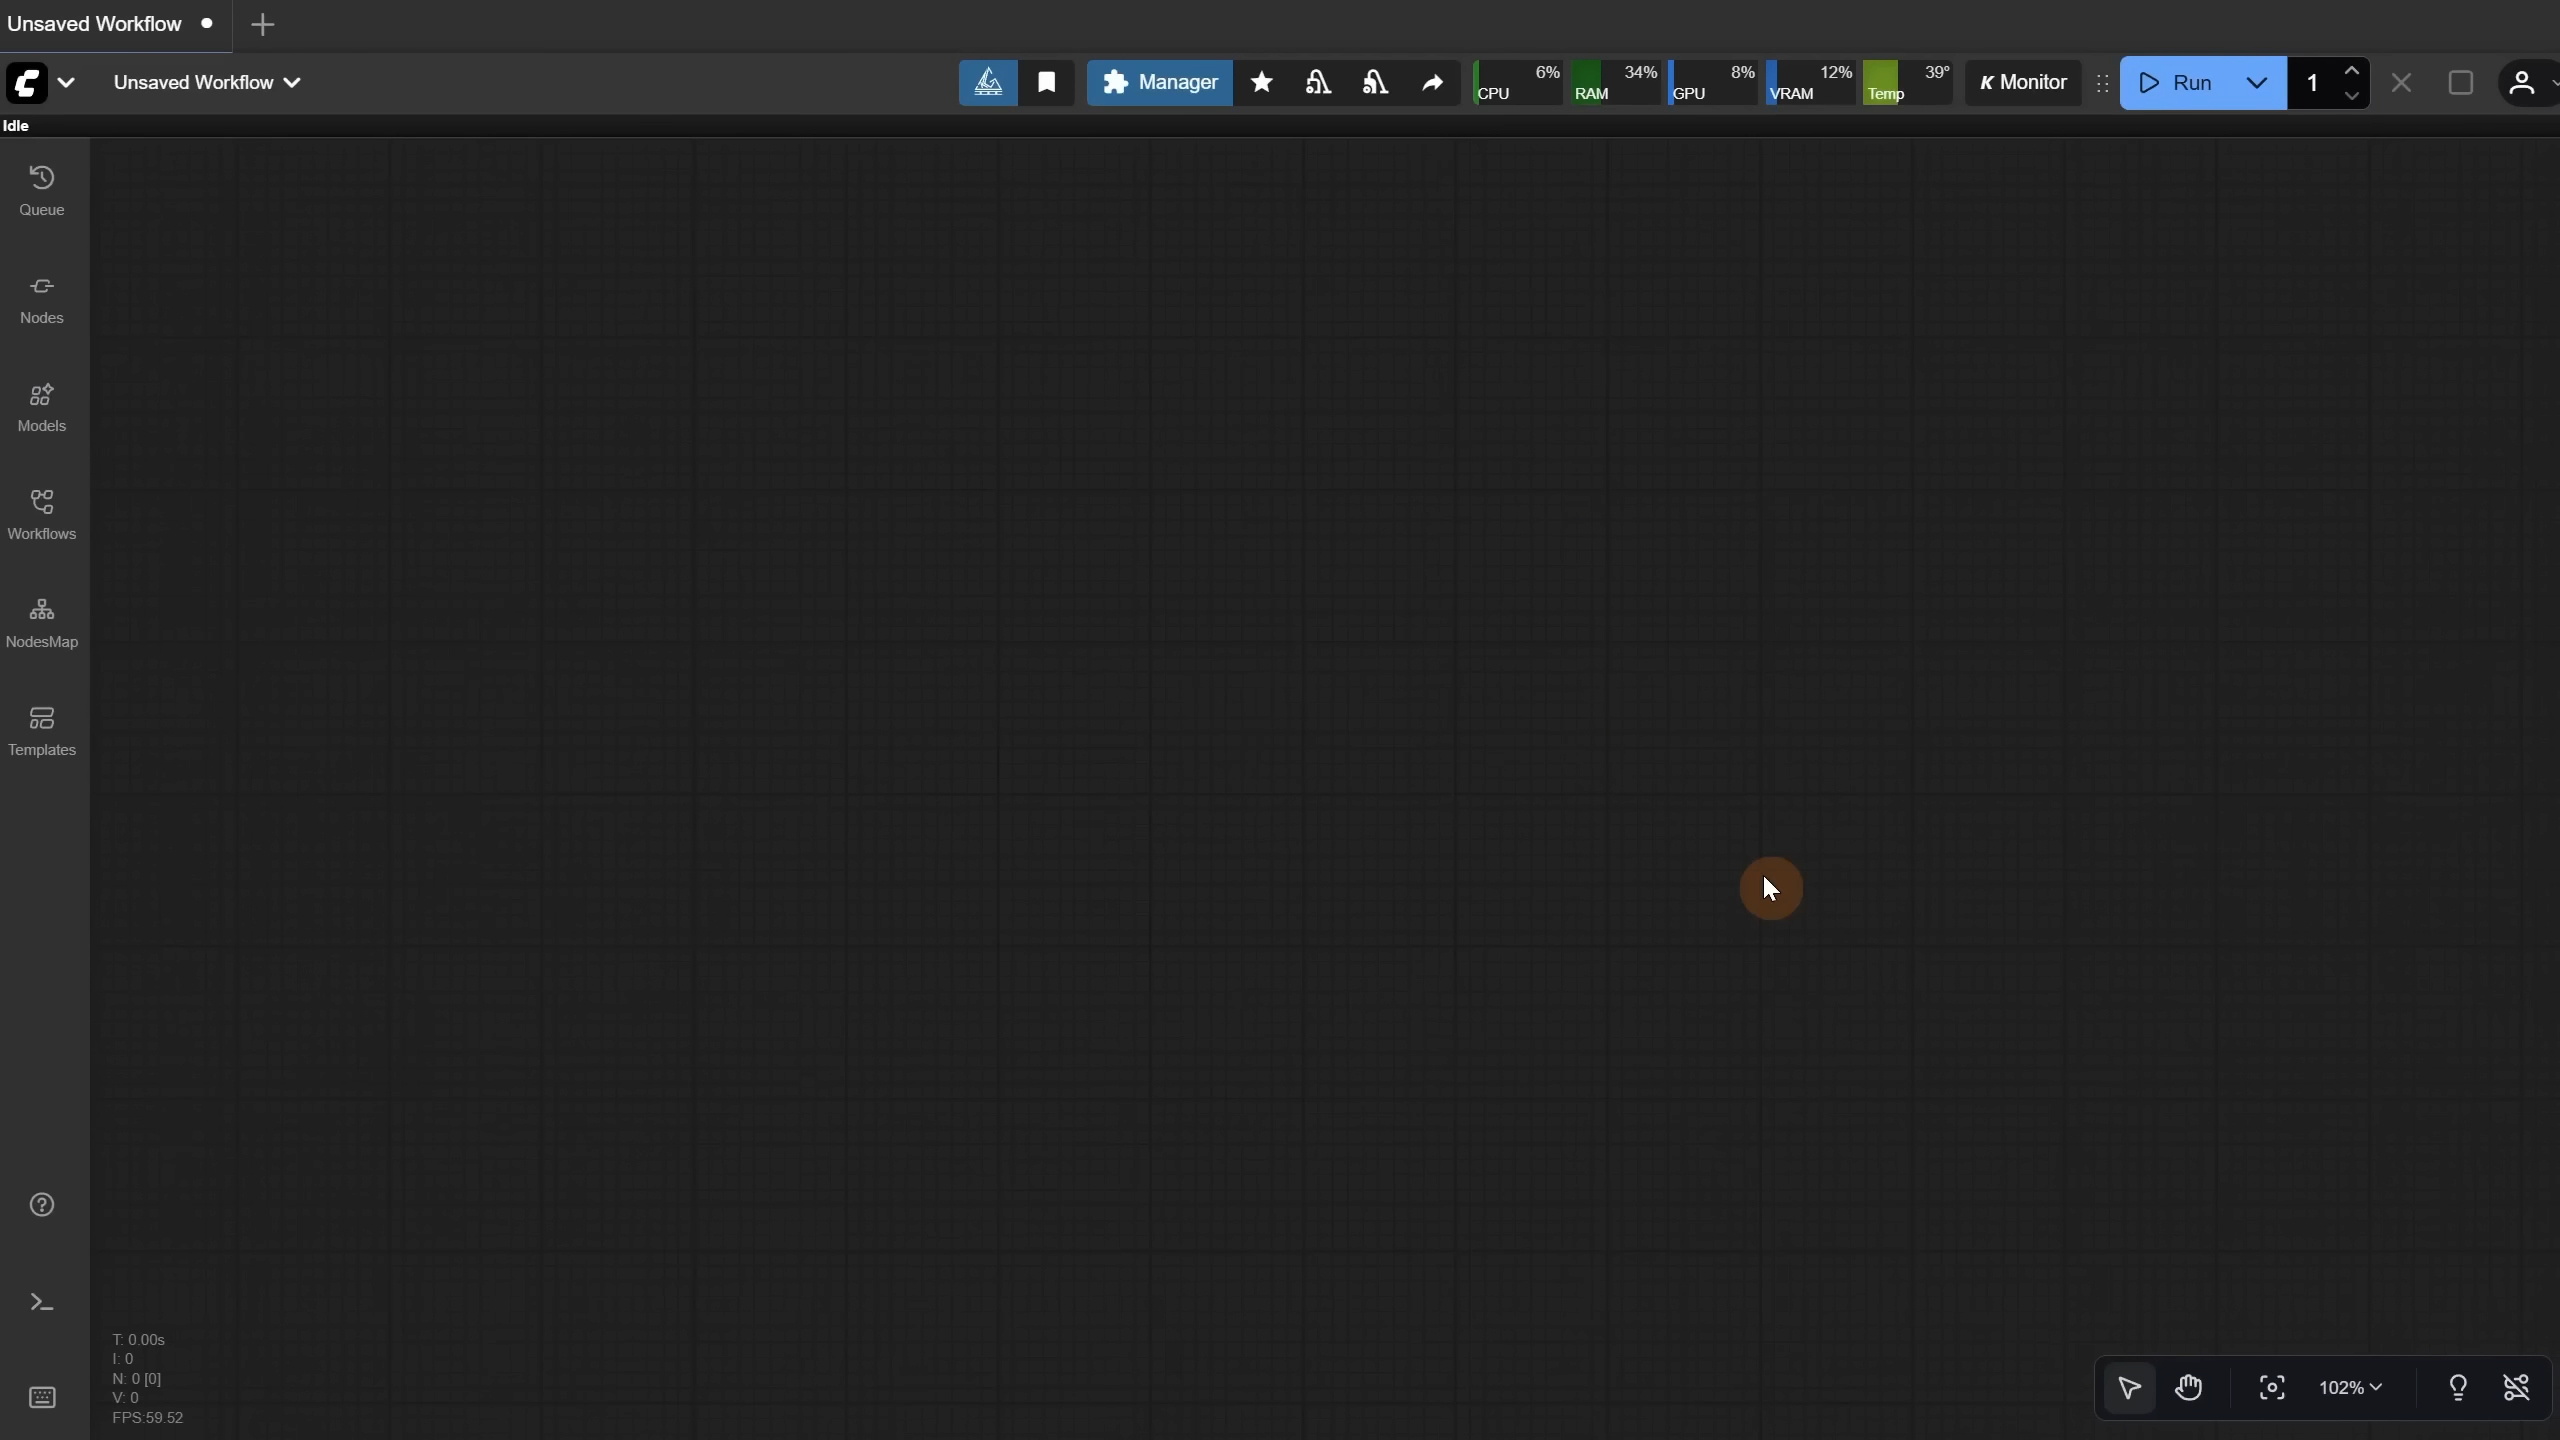 Unsaved Workflow
Unsaved Workflow
Manager
6%
CPU
34%
RAM
8%
GPU
12%
VRAM
39°
Temp
K Monitor
Run
1
Idle
Queue
Nodes
Models
Workflows
NodesMap
Templates
T: 0.00s
I: 0
N: 0 [0]
V: 0
FPS:59.52
102%